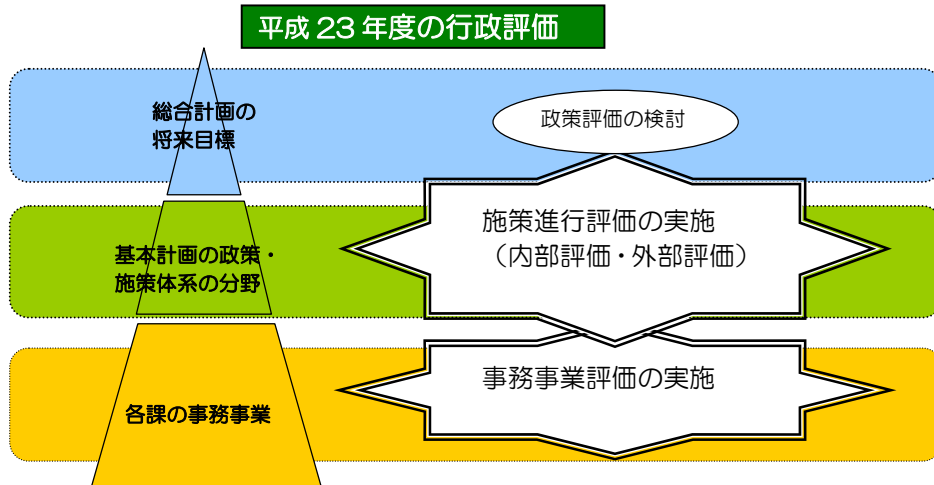 平成 23 年度の行政評価
総合計画の
将来目標
政策評価の検討
基本計画の政策・
施策体系の分野
施策進行評価の実施
（内部評価・外部評価）
各課の事務事業
事務事業評価の実施